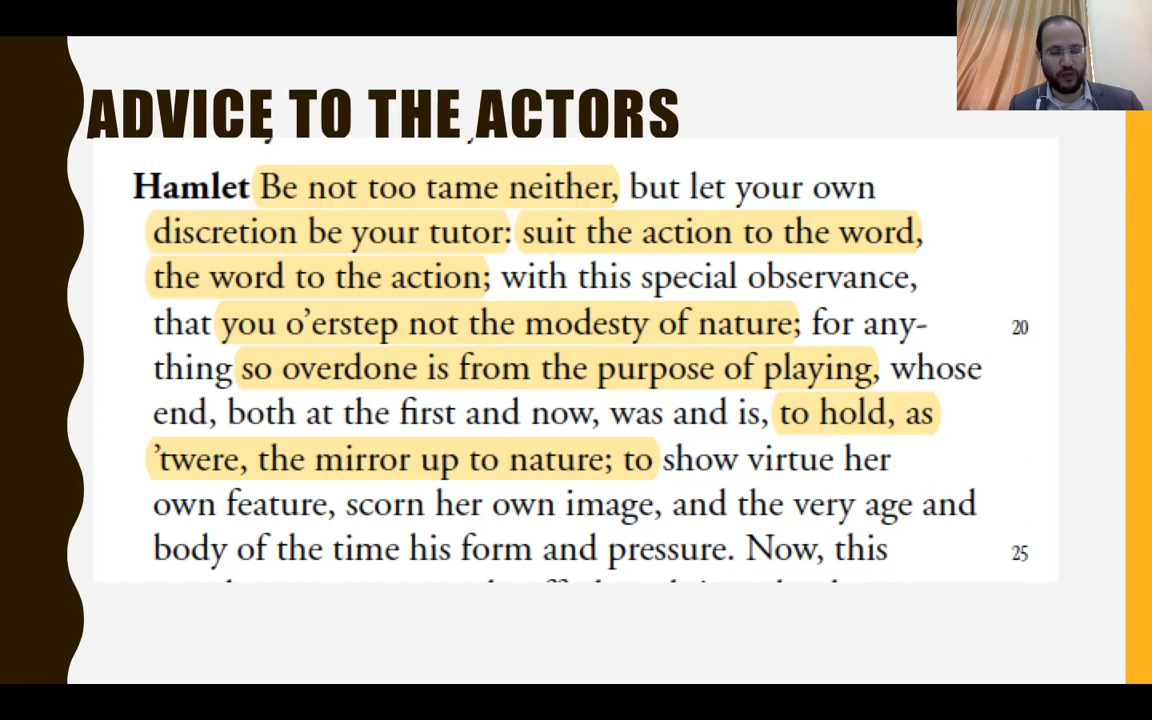 ADVICE TO THE ACTORS
Hamlet Be not too tame neither, but let your own
discretion be your tutor: suit the action to the word,
the word to the action; with this special observance,
that you o’erstep not the modesty of nature; for any- 20
thing so overdone is from the purpose of playing, whose
end, both at the first and now, was and is, to hold, as
’twere, the mirror up to nature; to show virtue her
own feature, scorn her own image, and the very age and
body of the time his form and pressure. Now, this 25